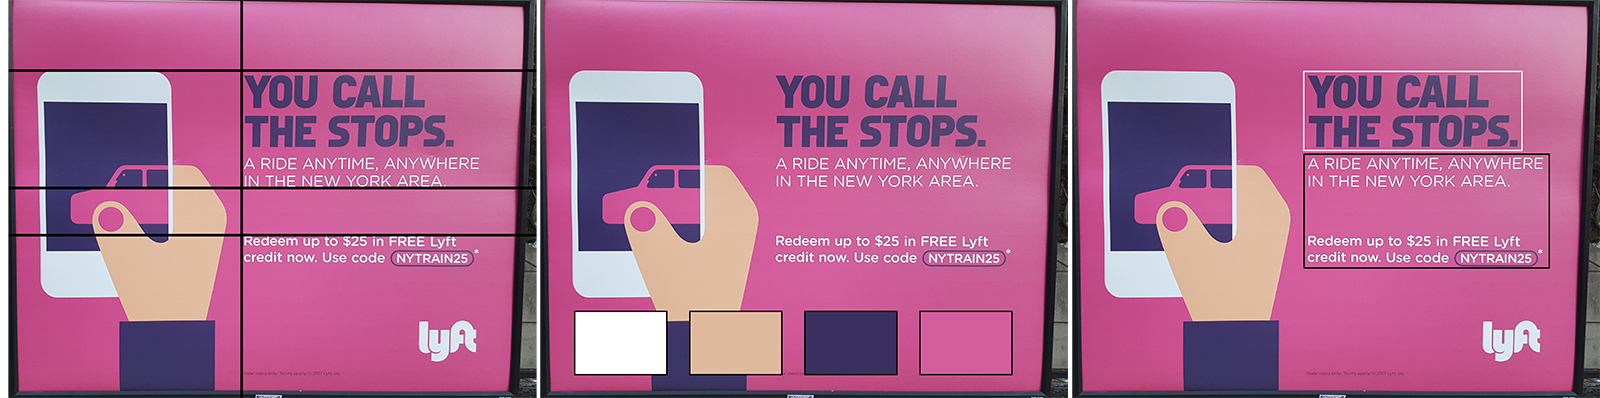 YOU CALL
THE STOPS.
A RIDE ANYTIME, ANYWHERE
IN THE NEW YORK AREA.
Redeem up to $25 in FREE Lyft
credit now. Use code NYTRAIN25*
lyft
YOU CALL
THE STOPS.
A RIDE ANYTIME, ANYWHERE
IN THE NEW YORK AREA.
Redeem up to $25 in FREE Lyft
credit now. Use code NYTRAIN25*
YOU CALL
THE STOPS.
A RIDE ANYTIME, ANYWHERE
IN THE NEW YORK AREA.
Redeem up to $25 in FREE Lyft
credit now. Use code NYTRAIN25*
lyft